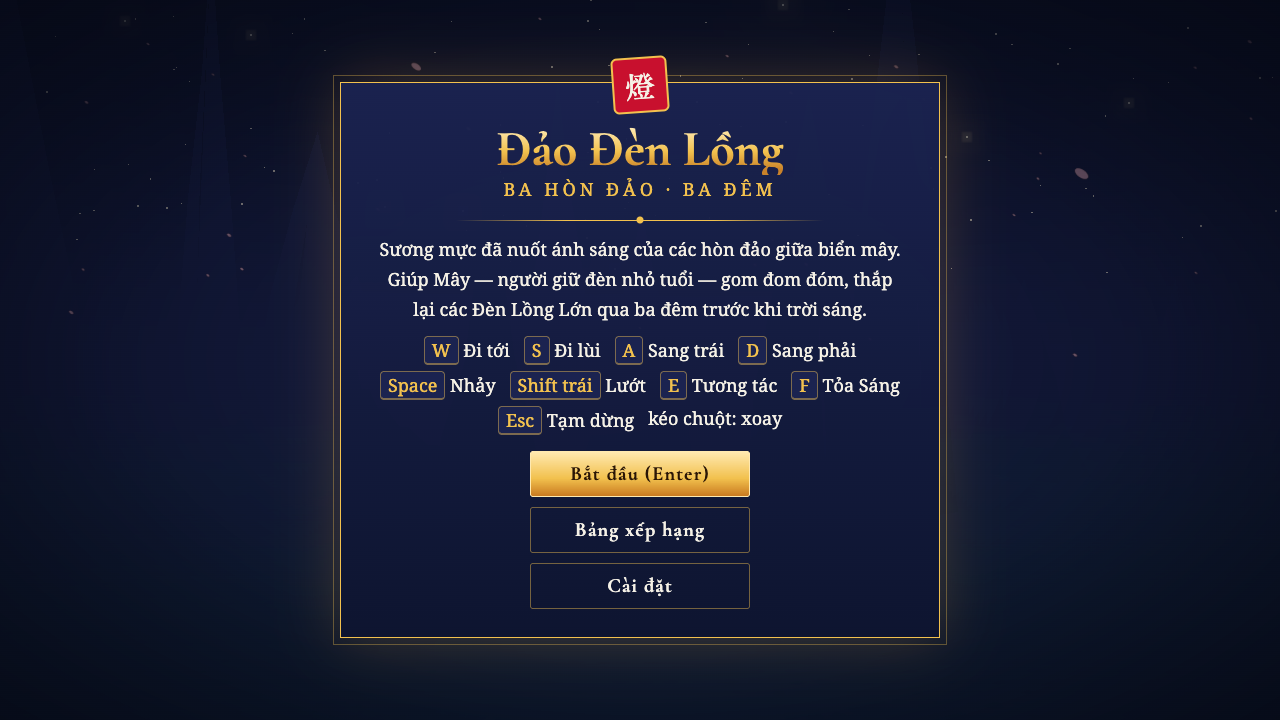 燈
Đảo Đèn Lồng
BA HÒN ĐẢO · BA ĐÊM
Sương mực đã nuốt ánh sáng của các hòn đảo giữa biển mây.
Giúp Mây — người giữ đèn nhỏ tuổi — gom đom đóm, thắp
lại các Đèn Lồng Lớn qua ba đêm trước khi trời sáng.
W Đi tới S Đi lùi A Sang trái D Sang phải
Space Nhảy Shift trái Lướt E Tương tác F Tỏa Sáng
Esc Tạm dừng kéo chuột: xoay
Bắt đầu (Enter)
Bảng xếp hạng
Cài đặt